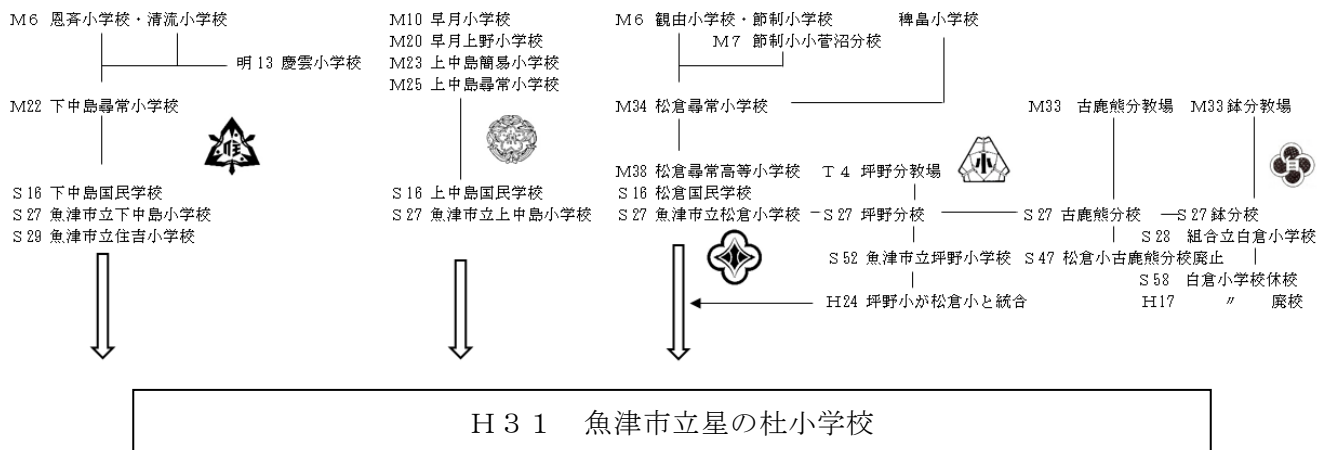 M6 恩斉小学校・清流小学校
明13 慶雲小学校
M22 下中島尋常小学校
S16 下中島国民学校
S27 魚津市立下中島小学校
S29 魚津市立住吉小学校
M10 早月小学校
M20 早月上野小学校
M23 上中島簡易小学校
M25 上中島尋常小学校
S16 上中島国民学校
S27 魚津市立上中島小学校
M6 観由小学校・節制小学校
稗畠小学校
M7 節制小小菅沼分校
M34 松倉尋常小学校
M38 松倉尋常高等小学校
S16 松倉国民学校
S27 魚津市立松倉小学校
T4 坪野分教場
S27 坪野分校
S52 魚津市立坪野小学校
H24 坪野小が松倉小と統合
M33 古鹿熊分教場
S27 古鹿熊分校
S47 松倉小古鹿熊分校廃止
M33 鉢分教場
S27 鉢分校
S28 組合立白倉小学校
S58 白倉小学校休校
H17 〃 廃校
住
小
H31 魚津市立星の杜小学校